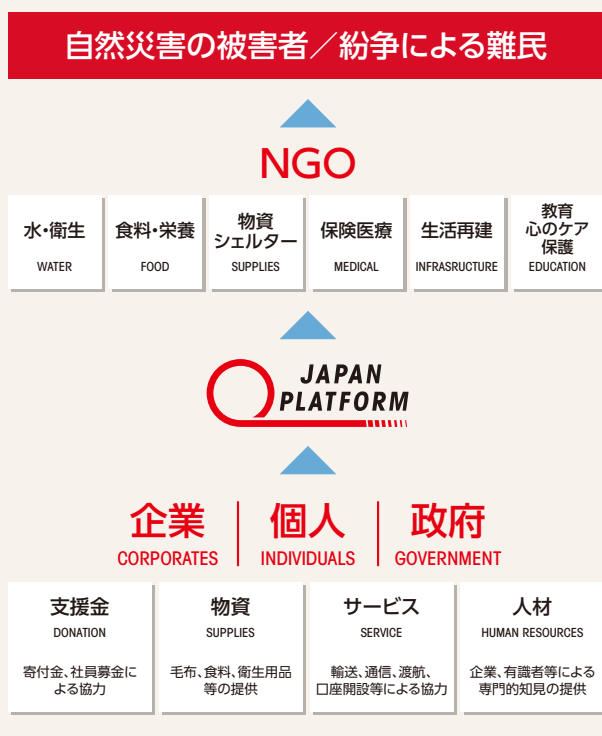 自然災害の被害者／紛争による難民
NGO
水・衛生
WATER
食料・栄養
FOOD
物資
シェルター
SUPPLIES
保険医療
MEDICAL
生活再建
INFRASRUCTURE
教育
心のケア
保護
EDUCATION
JAPAN
PLATFORM
企業
CORPORATES
個人
INDIVIDUALS
政府
GOVERNMENT
支援金
DONATION
寄付金、社員募金に
よる協力
物資
SUPPLIES
毛布、食料、衛生用品
等の提供
サービス
SERVICE
輸送、通信、渡航、
口座開設等による協力
人材
HUMAN RESOURCES
企業、有識者等による
専門的知見の提供